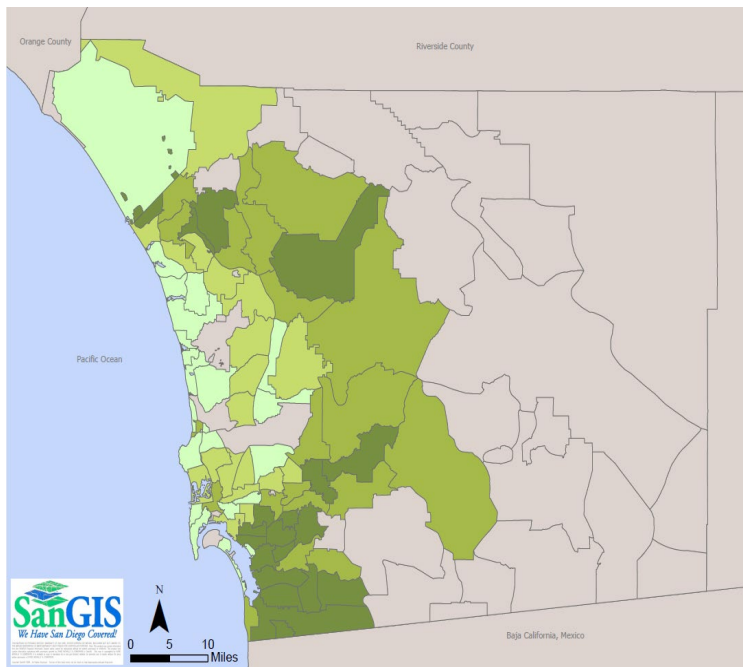 Orange County
Riverside County
Pacific Ocean
SanGIS
We Have San Diego Covered!
N
0 5 10
Miles
Baja California, Mexico